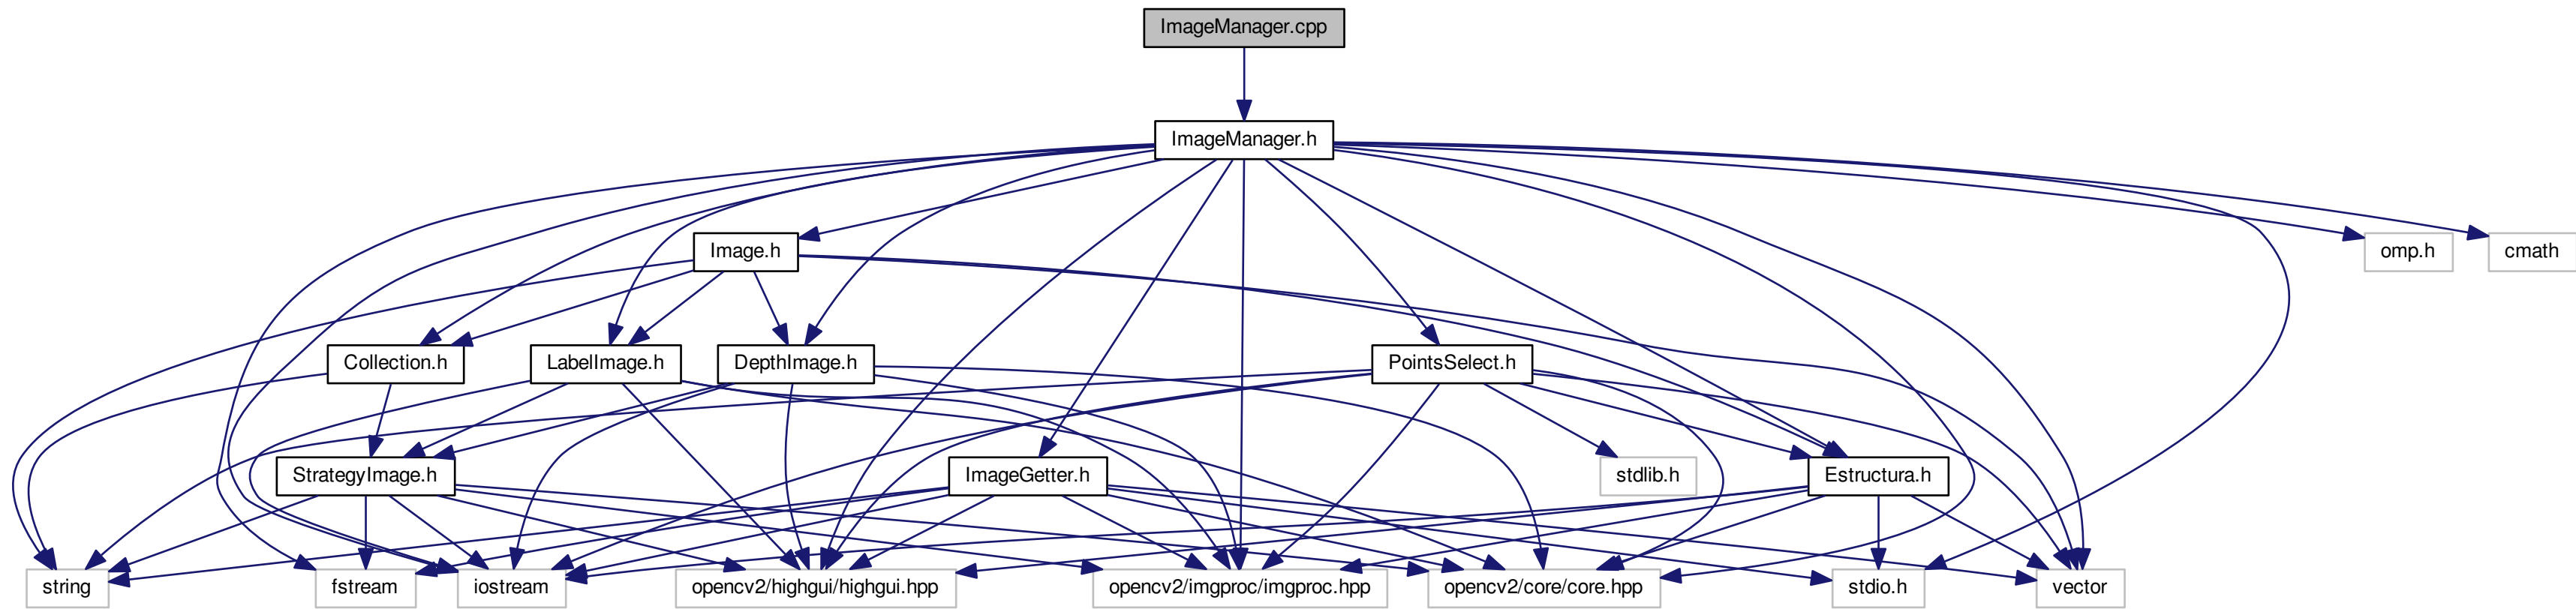 ImageManager.cpp
ImageManager.h
Image.h
omp.h
cmath
Collection.h
LabelImage.h
DepthImage.h
PointsSelect.h
StrategyImage.h
ImageGetter.h
stdlib.h
Estructura.h
string
fstream
iostream
opencv2/highgui/highgui.hpp
opencv2/imgproc/imgproc.hpp
opencv2/core/core.hpp
stdio.h
vector